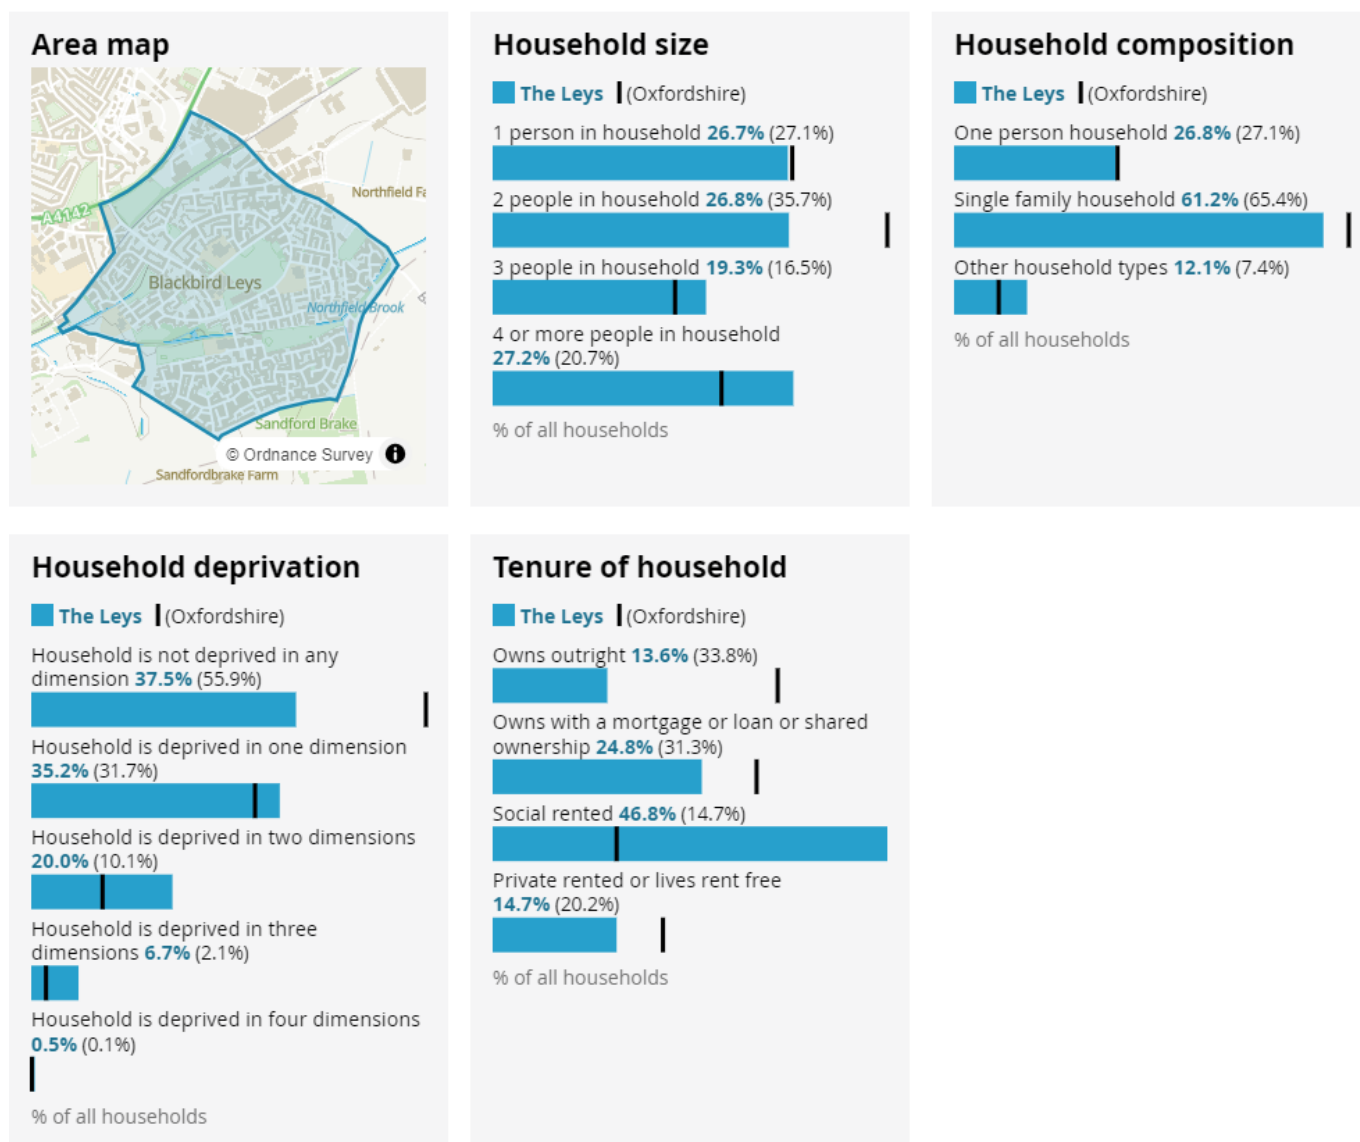 Area map
A4142
Northfield Fa
Blackbird Leys
Northfield Brook
Sandford Brake
© Ordnance Survey
Sandfordbrake Farm
Household size
The Leys (Oxfordshire)
1 person in household 26.7% (27.1%)
2 people in household 26.8% (35.7%)
3 people in household 19.3% (16.5%)
4 or more people in household
27.2% (20.7%)
% of all households
Household composition
The Leys (Oxfordshire)
One person household 26.8% (27.1%)
Single family household 61.2% (65.4%)
Other household types 12.1% (7.4%)
% of all households
Household deprivation
The Leys (Oxfordshire)
Household is not deprived in any
dimension 37.5% (55.9%)
Household is deprived in one dimension
35.2% (31.7%)
Household is deprived in two dimensions
20.0% (10.1%)
Household is deprived in three
dimensions 6.7% (2.1%)
Household is deprived in four dimensions
0.5% (0.1%)
% of all households
Tenure of household
The Leys (Oxfordshire)
Owns outright 13.6% (33.8%)
Owns with a mortgage or loan or shared
ownership 24.8% (31.3%)
Social rented 46.8% (14.7%)
Private rented or lives rent free
14.7% (20.2%)
% of all households